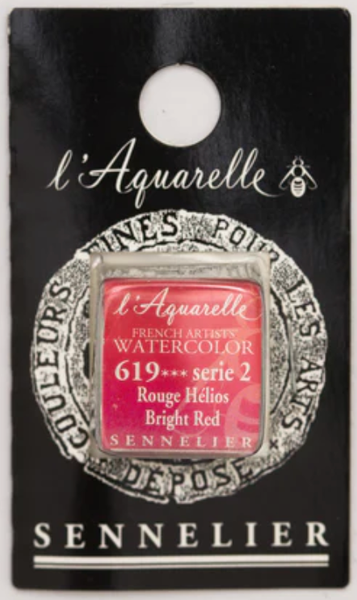 l'Aquarelle
COULEURS FINES POUR LES ARTS
DÉPOSÉ
l'Aquarelle
FRENCH ARTISTS'
WATERCOLOR
619*** serie 2
Rouge Hélios
Bright Red
SENNELIER
SENNELIER